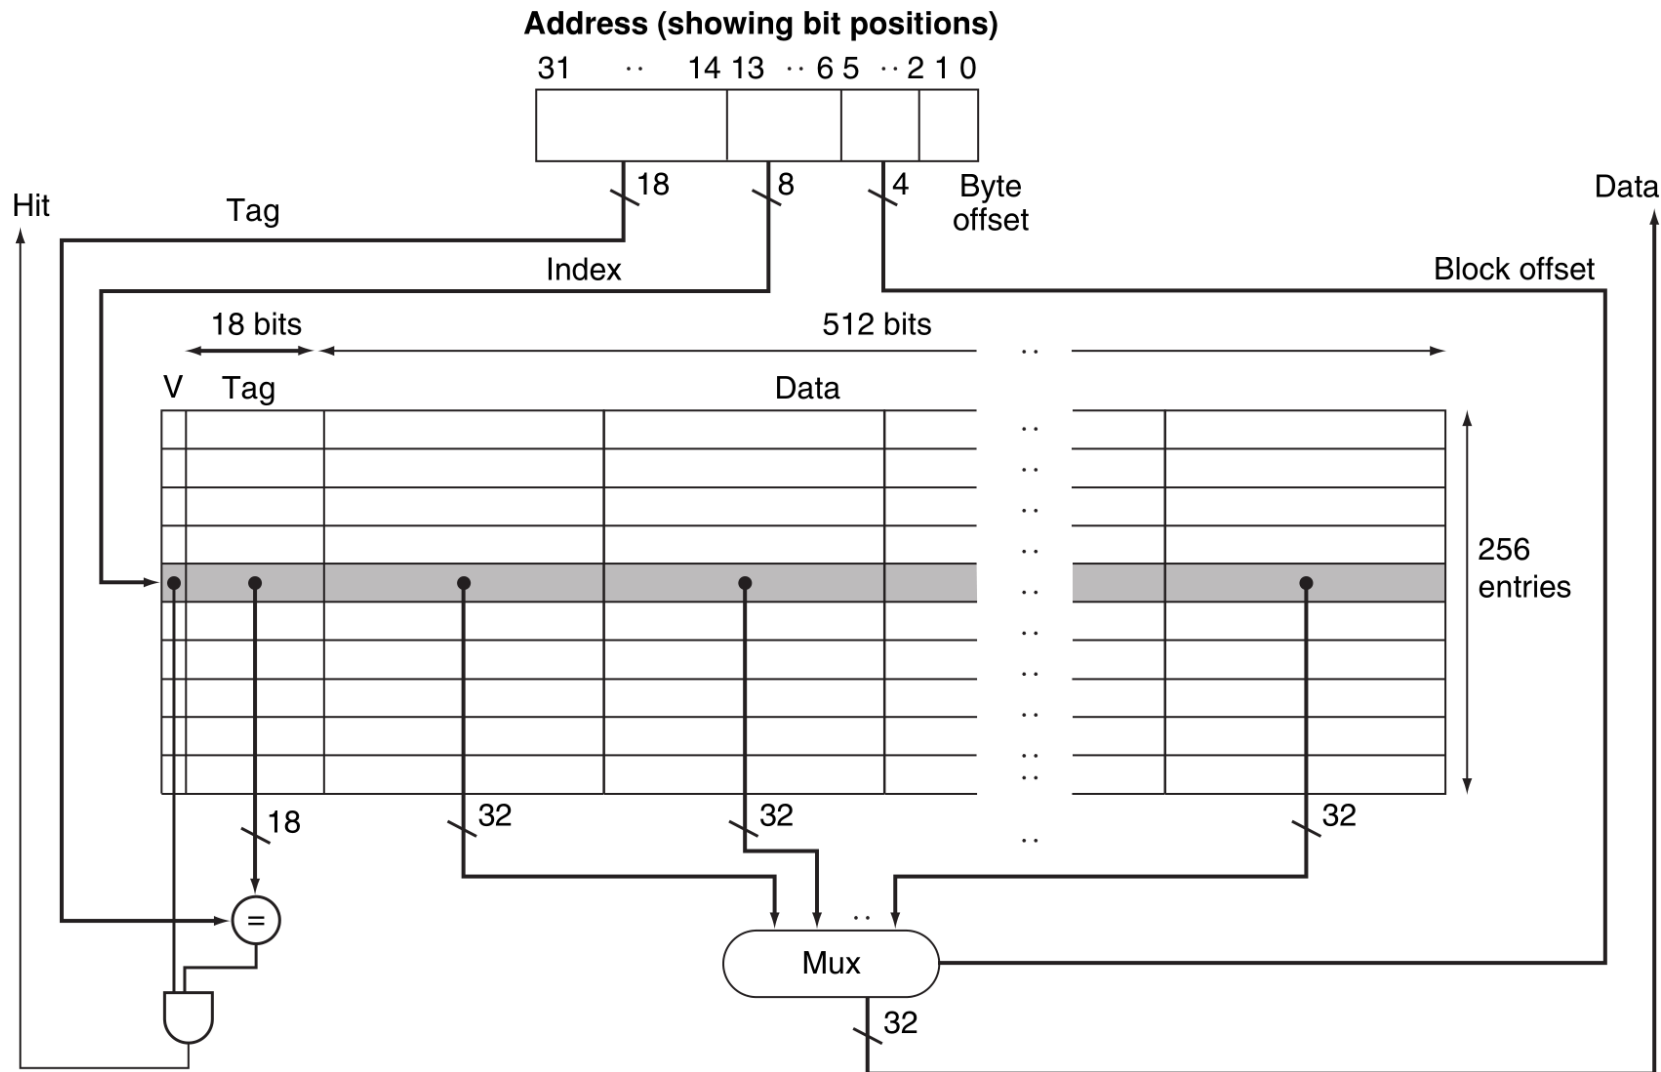 Address (showing bit positions)
31 ·· 14 13 ·· 6 5 ·· 2 1 0
18
8
4
Byte
offset
Hit
Tag
Data
Index
Block offset
18 bits
512 bits
··
V
Tag
Data
··
··
··
··
··
··
··
··
··
··
256
entries
18
32
32
··
32
=
··
Mux
32